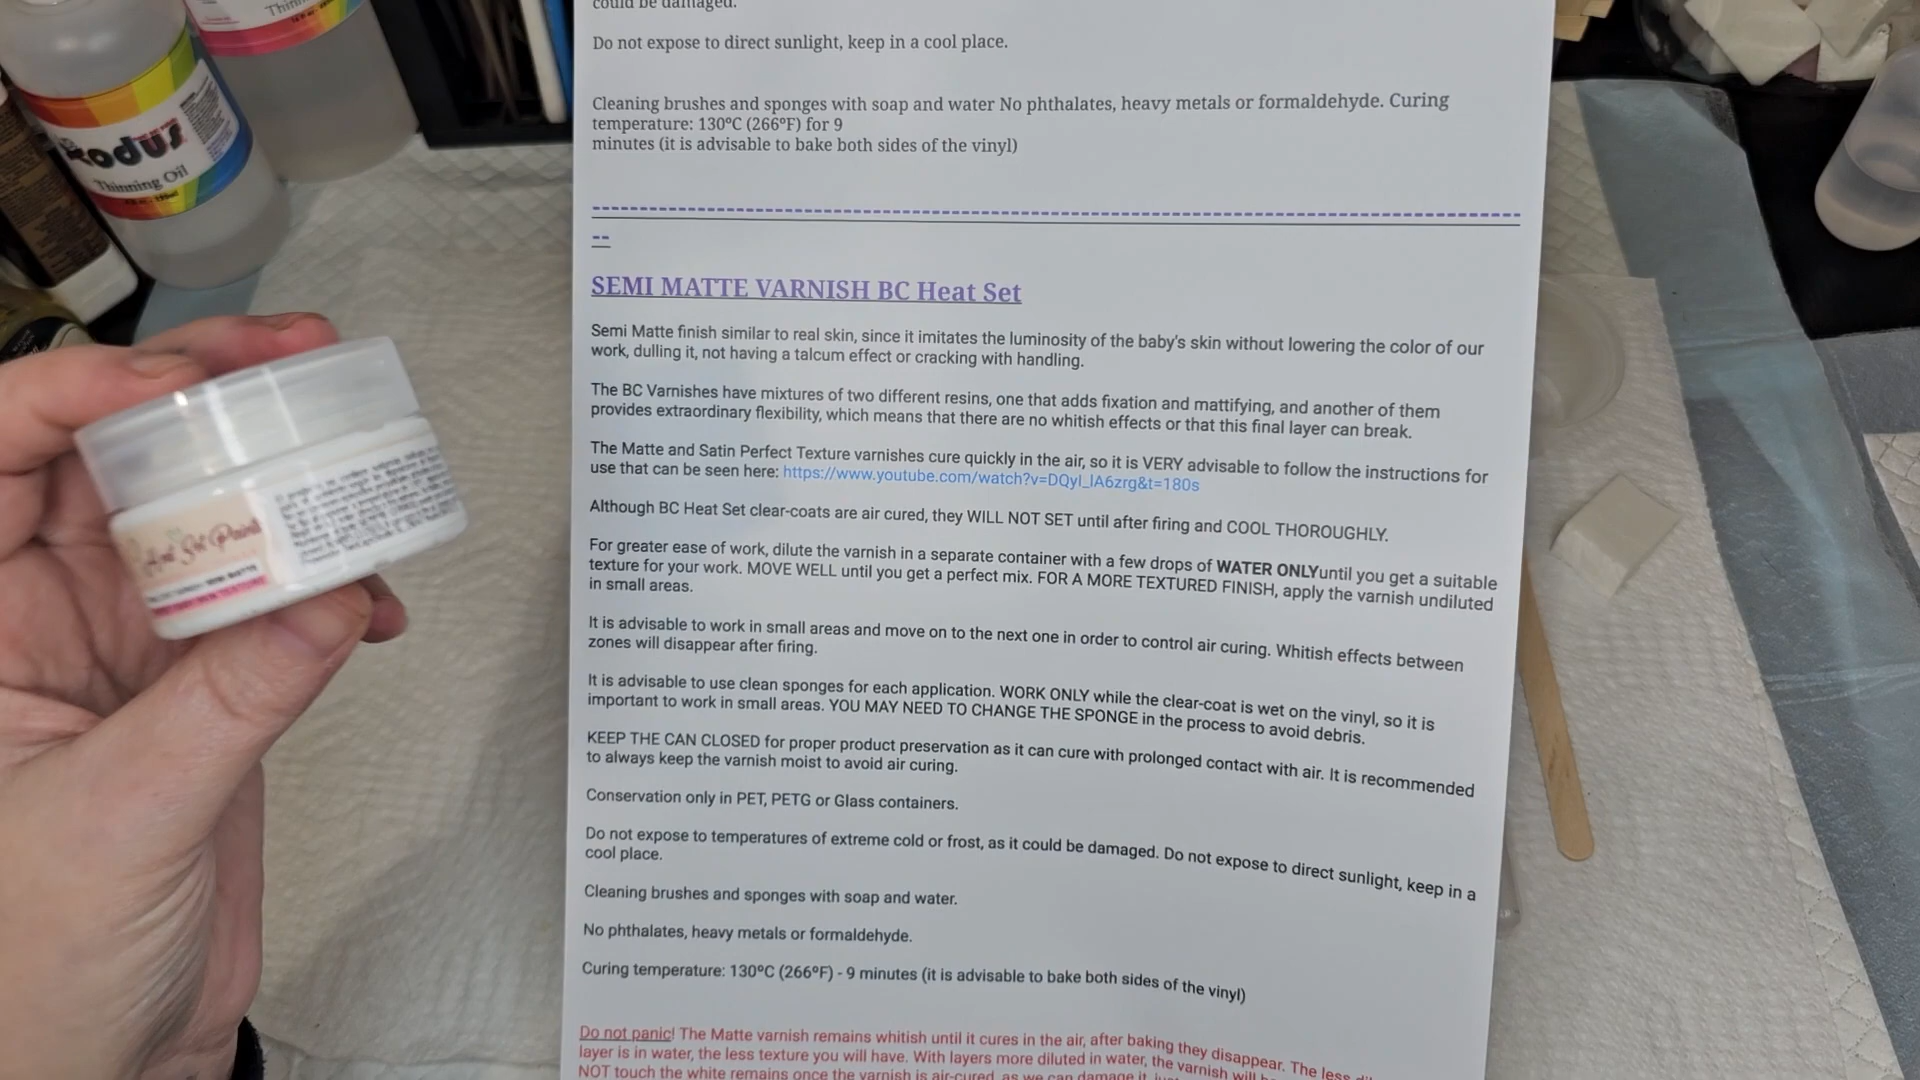 could be damaged.
Do not expose to direct sunlight, keep in a cool place.
Cleaning brushes and sponges with soap and water No phthalates, heavy metals or formaldehyde. Curing
temperature: 130ºC (266ºF) for 9
minutes (it is advisable to bake both sides of the vinyl)
SEMI MATTE VARNISH BC Heat Set
Semi Matte finish similar to real skin, since it imitates the luminosity of the baby's skin without lowering the color of our
work, dulling it, not having a talcum effect or cracking with handling.
The BC Varnishes have mixtures of two different resins, one that adds fixation and mattifying, and another of them
provides extraordinary flexibility, which means that there are no whitish effects or that this final layer can break.
The Matte and Satin Perfect Texture varnishes cure quickly in the air, so it is VERY advisable to follow the instructions for
use that can be seen here: https://www.youtube.com/watch?v=DQyl_lA6zrg&t=180s
Although BC Heat Set clear-coats are air cured, they WILL NOT SET until after firing and COOL THOROUGHLY.
For greater ease of work, dilute the varnish in a separate container with a few drops of WATER ONLYuntil you get a suitable
texture for your work. MOVE WELL until you get a perfect mix. FOR A MORE TEXTURED FINISH, apply the varnish undiluted
in small areas.
It is advisable to work in small areas and move on to the next one in order to control air curing. Whitish effects between
zones will disappear after firing.
It is advisable to use clean sponges for each application. WORK ONLY while the clear-coat is wet on the vinyl, so it is
important to work in small areas. YOU MAY NEED TO CHANGE THE SPONGE in the process to avoid debris.
KEEP THE CAN CLOSED for proper product preservation as it can cure with prolonged contact with air. It is recommended
to always keep the varnish moist to avoid air curing.
Conservation only in PET, PETG or Glass containers.
Do not expose to temperatures of extreme cold or frost, as it could be damaged. Do not expose to direct sunlight, keep in a
cool place.
Cleaning brushes and sponges with soap and water.
No phthalates, heavy metals or formaldehyde.
Curing temperature: 130ºC (266ºF) - 9 minutes (it is advisable to bake both sides of the vinyl)
Do not panic! The Matte varnish remains whitish until it cures in the air, after baking they disappear. The less
layer is in water, the less texture you will have. With layers more diluted in water, the varnish will
NOT touch the white remains once the varnish is air-cured, as we can damage it,
odus
Thinning Oil
Heat Set Paint
SEMI MATTE